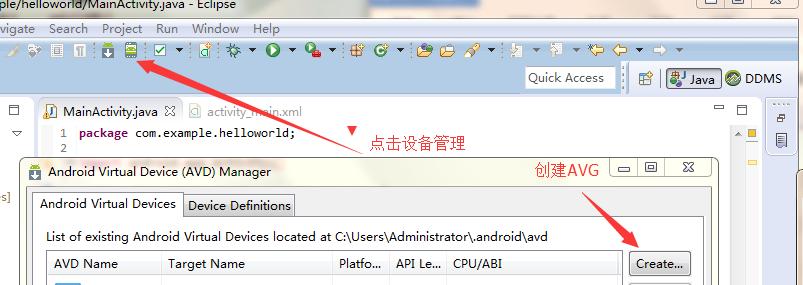 ple/helloworld/MainActivity.java - Eclipse
avigate Search Project Run Window Help
Quick Access
Java
DDMS
MainActivity.java
activity_main.xml
1 package com.example.helloworld;
2
点击设备管理
Android Virtual Device (AVD) Manager
创建AVG
es]
Android Virtual Devices Device Definitions
List of existing Android Virtual Devices located at C:\Users\Administrator\.android\avd
AVD Name Target Name Platfo... API Le... CPU/ABI
Create...